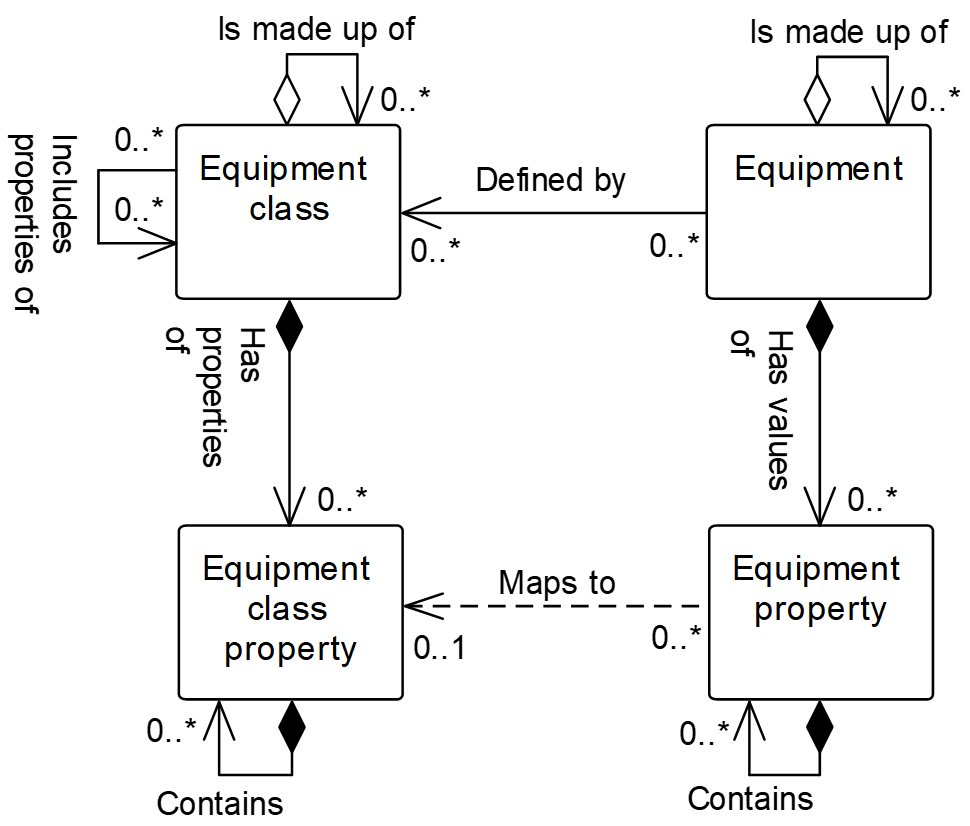 Is made up of
0..*
Is made up of
0..*
Includes
properties of
0..*
0..*
Equipment
class
Defined by
0..*
0..*
Equipment
Has
properties
of
0..*
Has values
of
0..*
Equipment
class
property
Maps to
0..1
0..*
Equipment
property
0..*
Contains
0..*
Contains